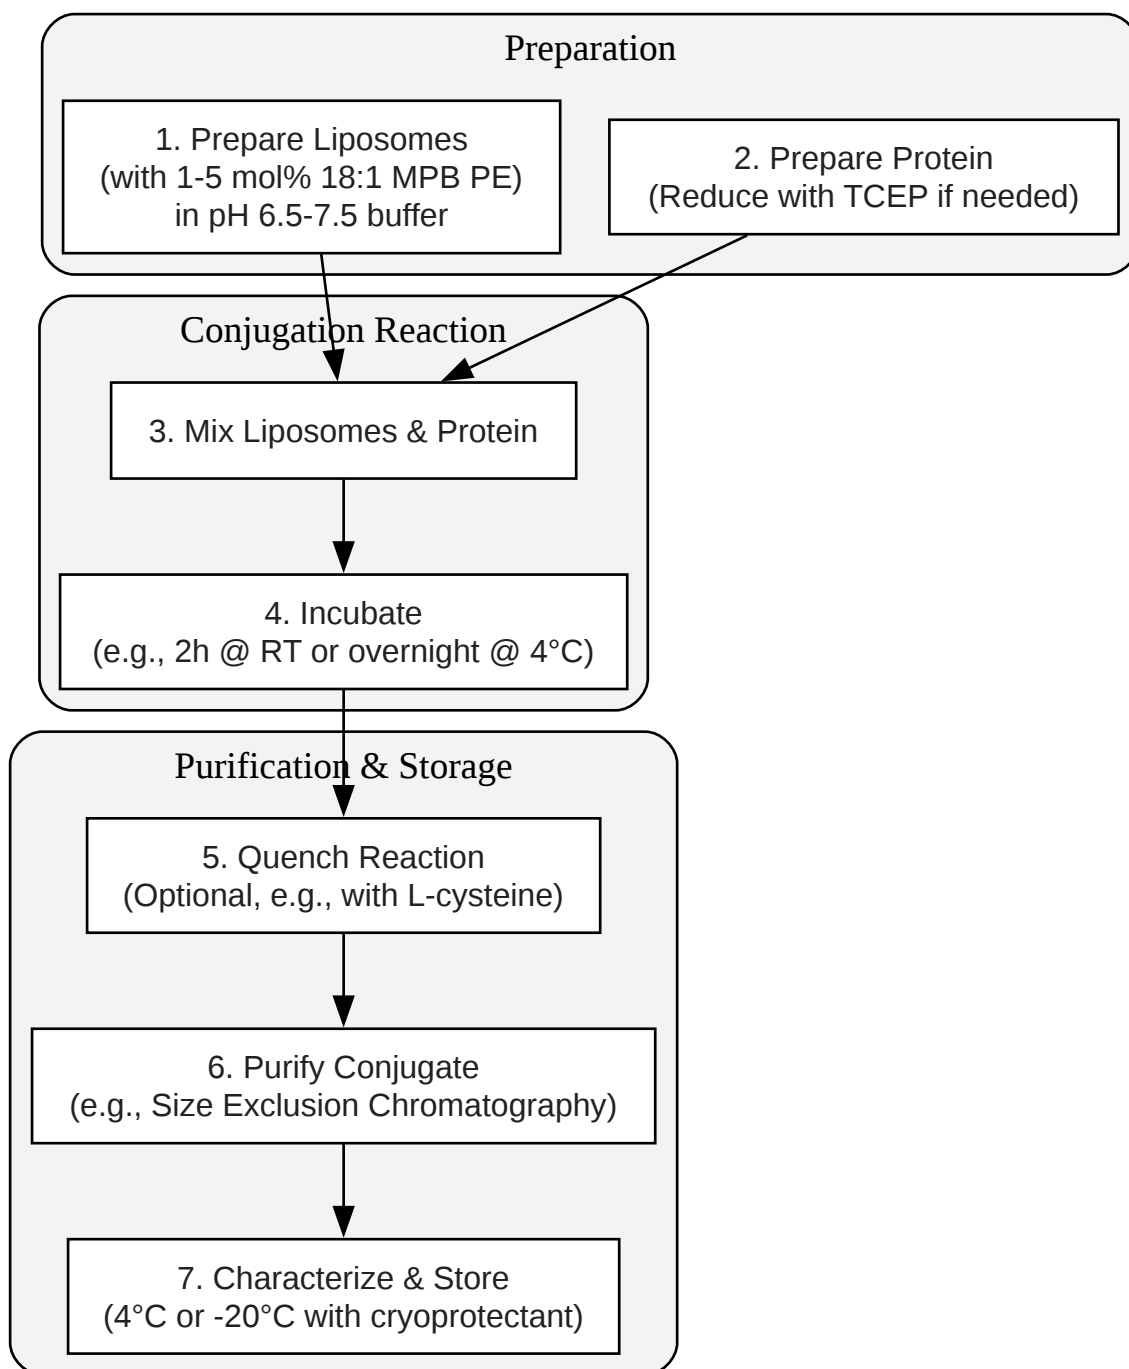 Preparation
1. Prepare Liposomes
(with 1-5 mol% 18:1 MPB PE)
in pH 6.5-7.5 buffer
2. Prepare Protein
(Reduce with TCEP if needed)
Conjugation Reaction
3. Mix Liposomes & Protein
4. Incubate
(e.g., 2h @ RT or overnight @ 4°C)
Purification & Storage
5. Quench Reaction
(Optional, e.g., with L-cysteine)
6. Purify Conjugate
(e.g., Size Exclusion Chromatography)
7. Characterize & Store
(4°C or -20°C with cryoprotectant)